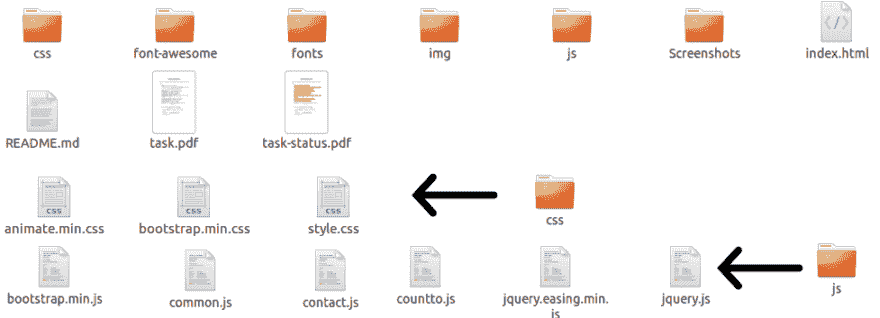 css font-awesome fonts img js Screenshots index.html
README.md task.pdf task-status.pdf
animate.min.css bootstrap.min.css style.css css
bootstrap.min.js common.js contact.js countto.js jquery.easing.min.
js jquery.js js